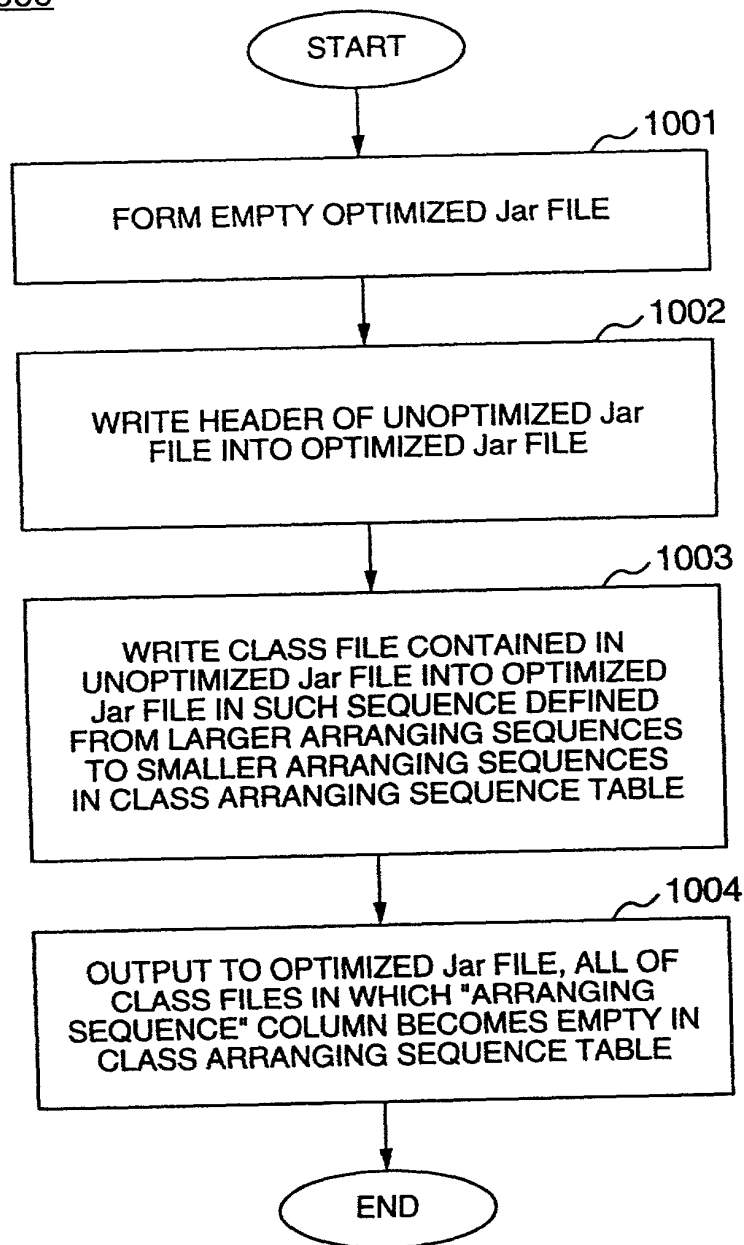 START
1001
FORM EMPTY OPTIMIZED Jar FILE
1002
WRITE HEADER OF UNOPTIMIZED Jar
FILE INTO OPTIMIZED Jar FILE
1003
WRITE CLASS FILE CONTAINED IN
UNOPTIMIZED Jar FILE INTO OPTIMIZED
Jar FILE IN SUCH SEQUENCE DEFINED
FROM LARGER ARRANGING SEQUENCES
TO SMALLER ARRANGING SEQUENCES
IN CLASS ARRANGING SEQUENCE TABLE
1004
OUTPUT TO OPTIMIZED Jar FILE, ALL OF
CLASS FILES IN WHICH "ARRANGING
SEQUENCE" COLUMN BECOMES EMPTY IN
CLASS ARRANGING SEQUENCE TABLE
END